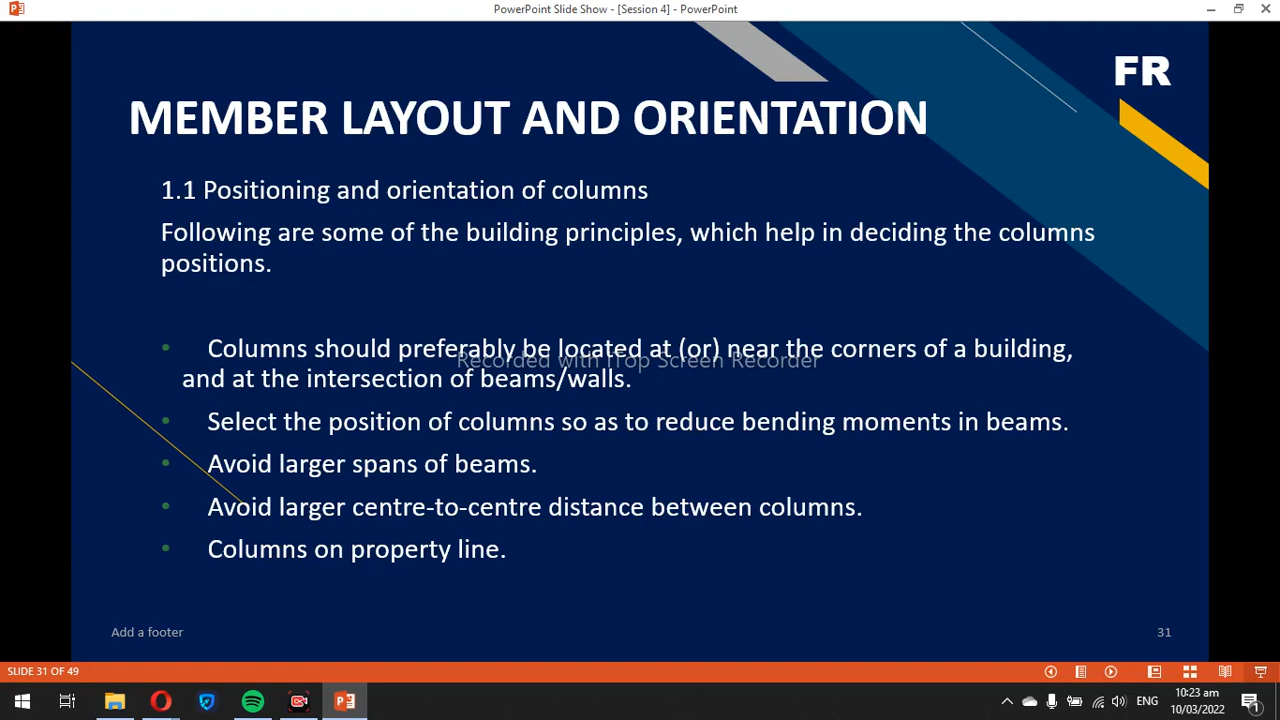 PowerPoint Slide Show - [Session 4] - PowerPoint
FR
MEMBER LAYOUT AND ORIENTATION
1.1 Positioning and orientation of columns
Following are some of the building principles, which help in deciding the columns
positions.
• Columns should preferably be located at (or) near the corners of a building,
Recorded with iTop Screen Recorder
and at the intersection of beams/walls.
• Select the position of columns so as to reduce bending moments in beams.
• Avoid larger spans of beams.
• Avoid larger centre-to-centre distance between columns.
• Columns on property line.
Add a footer
31
SLIDE 31 OF 49
ENG
10:23 am
10/03/2022
1